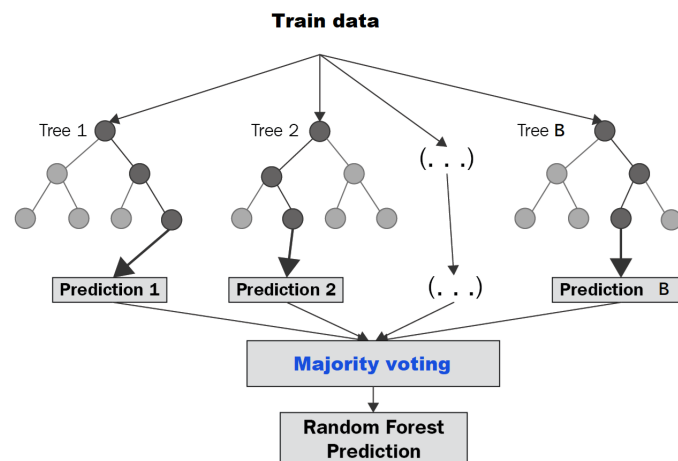 Train data
Tree 1
Tree 2
(. . .)
Tree B
Prediction 1
Prediction 2
(. . .)
Prediction B
Majority voting
Random Forest
Prediction